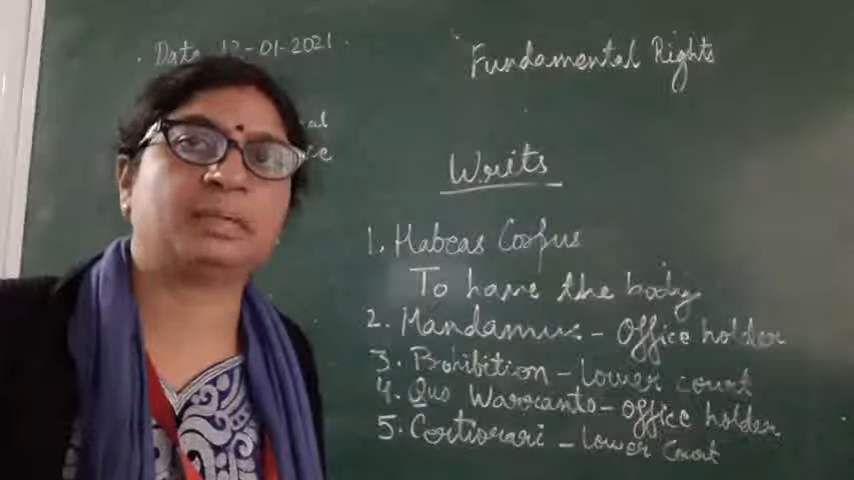 Date 12-01-2021
Fundamental Rights
al
Writs
1. Habeas Corpus
To have the body
2. Mandamus - Office holder
3. Prohibition - Lower court
4. Quo Warranto - Office holder
5. Certiorari - Lower Court